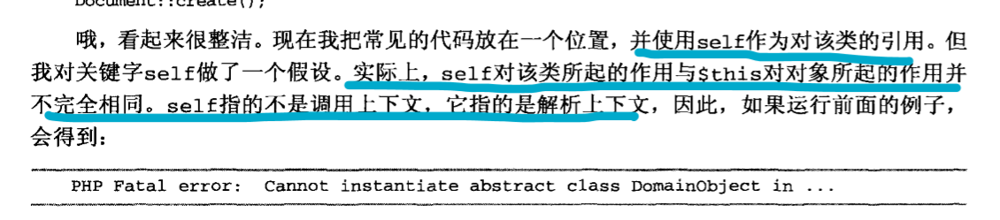 Document::create();
哦，看起来很整洁。现在我把常见的代码放在一个位置，并使用self作为对该类的引用。但
我对关键字self做了一个假设。实际上，self对该类所起的作用与$this对对象所起的作用并
不完全相同。self指的不是调用上下文，它指的是解析上下文，因此，如果运行前面的例子，
会得到：
PHP Fatal error: Cannot instantiate abstract class DomainObject in ...